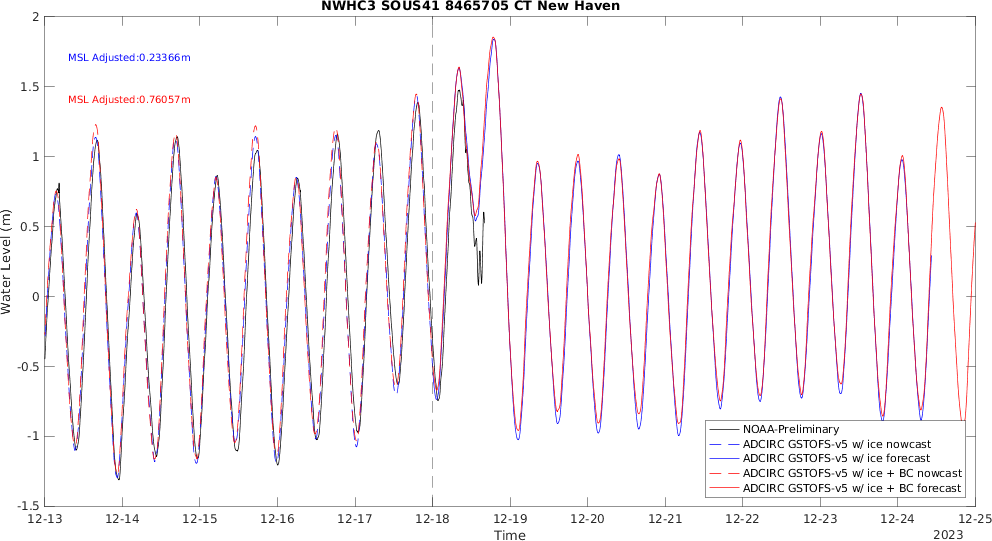 NWHC3 SOUS41 8465705 CT New Haven
2
1.5
1
0.5
0
-0.5
-1
-1.5
Water Level (m)
MSL Adjusted:0.23366m
MSL Adjusted:0.76057m
NOAA-Preliminary
ADCIRC GSTOFS-v5 w/ ice nowcast
ADCIRC GSTOFS-v5 w/ ice forecast
ADCIRC GSTOFS-v5 w/ ice + BC nowcast
ADCIRC GSTOFS-v5 w/ ice + BC forecast
12-13 12-14 12-15 12-16 12-17 12-18 12-19 12-20 12-21 12-22 12-23 12-24 12-25
Time
2023